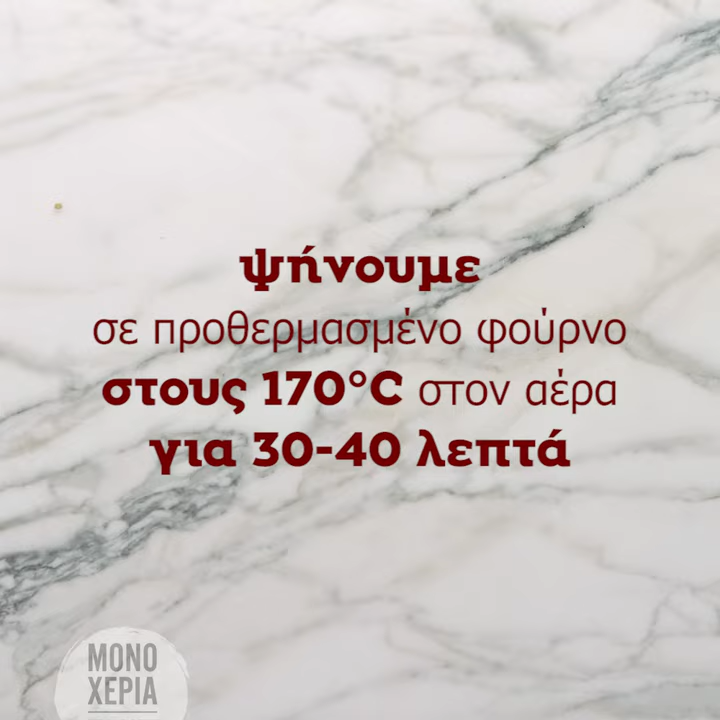 ψήνουμε
σε προθερμασμένο φούρνο
στους 170°C στον αέρα
για 30-40 λεπτά
ΜΟΝΟ
ΧΕΡΙΑ